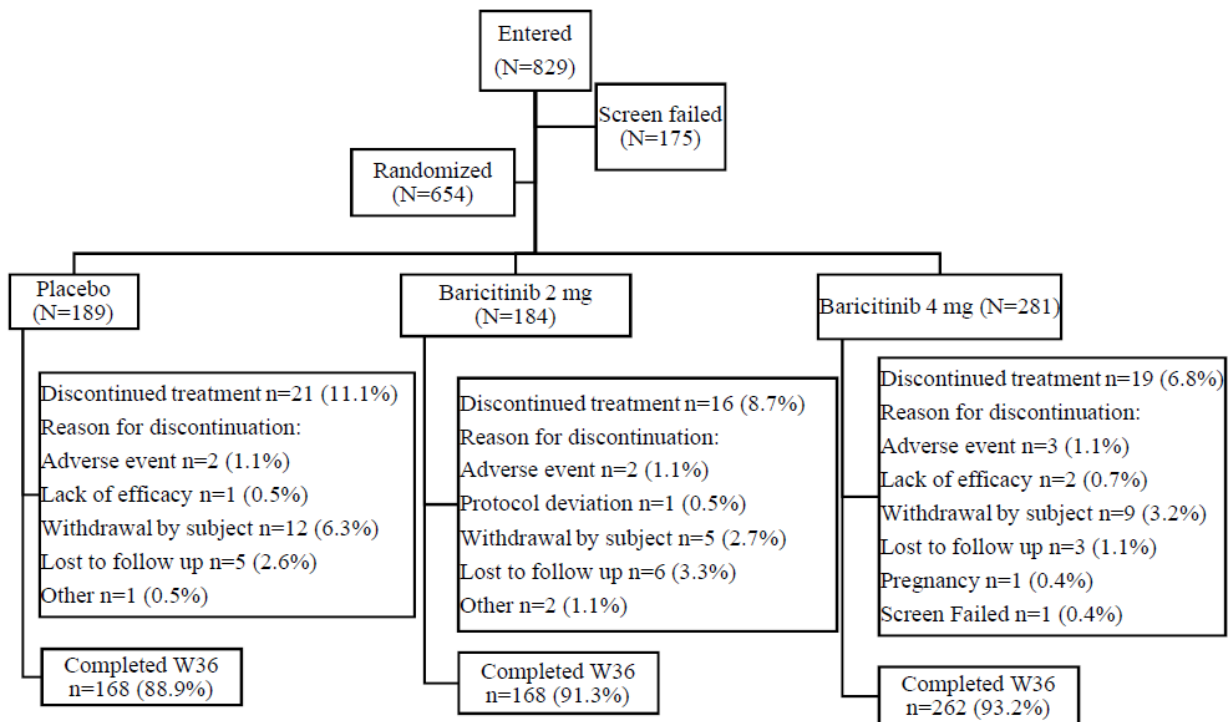 Entered
(N=829)
Screen failed
(N=175)
Randomized
(N=654)
Placebo
(N=189)
Baricitinib 2 mg
(N=184)
Baricitinib 4 mg (N=281)
Discontinued treatment n=21 (11.1%)
Reason for discontinuation:
Adverse event n=2 (1.1%)
Lack of efficacy n=1 (0.5%)
Withdrawal by subject n=12 (6.3%)
Lost to follow up n=5 (2.6%)
Other n=1 (0.5%)
Discontinued treatment n=16 (8.7%)
Reason for discontinuation:
Adverse event n=2 (1.1%)
Protocol deviation n=1 (0.5%)
Withdrawal by subject n=5 (2.7%)
Lost to follow up n=6 (3.3%)
Other n=2 (1.1%)
Discontinued treatment n=19 (6.8%)
Reason for discontinuation:
Adverse event n=3 (1.1%)
Lack of efficacy n=2 (0.7%)
Withdrawal by subject n=9 (3.2%)
Lost to follow up n=3 (1.1%)
Pregnancy n=1 (0.4%)
Screen Failed n=1 (0.4%)
Completed W36
n=168 (88.9%)
Completed W36
n=168 (91.3%)
Completed W36
n=262 (93.2%)